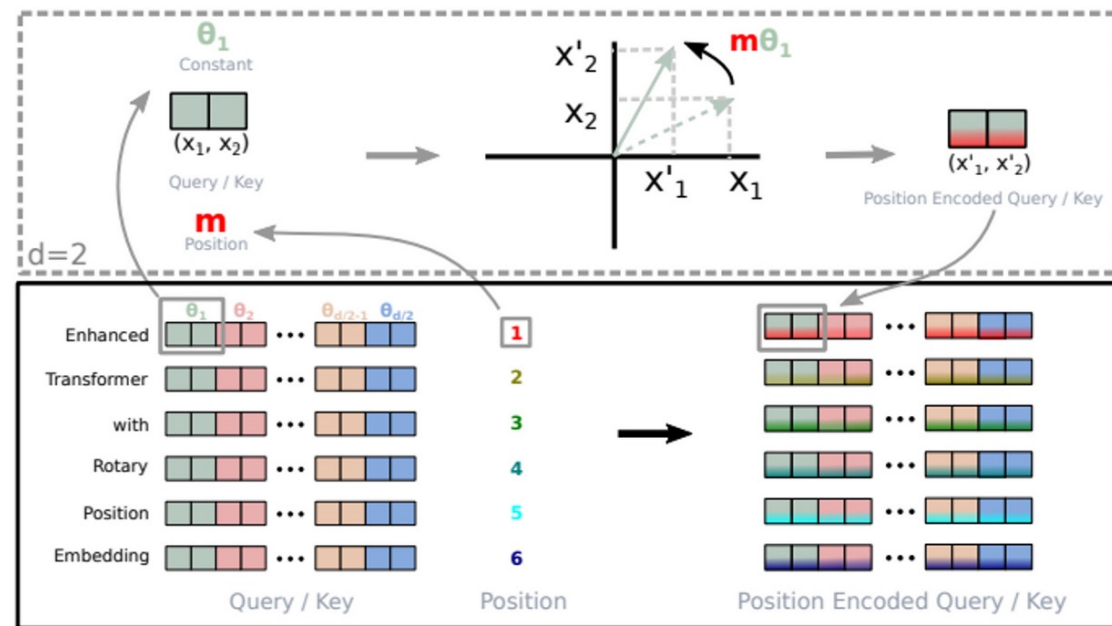 θ₁
Constant
(x₁, x₂)
Query / Key
m
Position
d=2
x'₂
x₂
x'₁
x₁
mθ₁
(x'₁, x'₂)
Position Encoded Query / Key
θ₁ θ₂ ••• θd/2-1 θd/2
Enhanced ••• 1 •••
Transformer ••• 2 •••
with ••• 3 •••
Rotary ••• 4 •••
Position ••• 5 •••
Embedding ••• 6 •••
Query / Key Position Position Encoded Query / Key